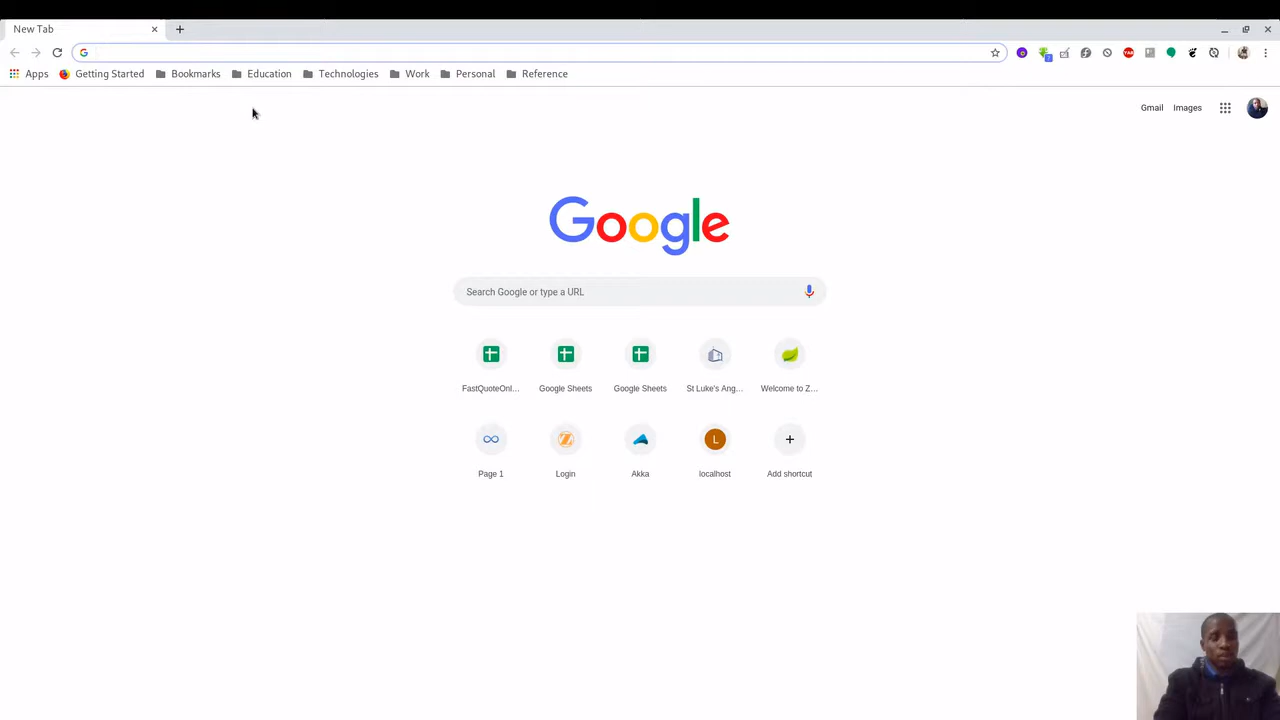 New Tab
Apps Getting Started Bookmarks Education Technologies Work Personal Reference
Gmail Images
Google
Search Google or type a URL
FastQuoteOnl... Google Sheets Google Sheets St Luke's Ang... Welcome to Z...
L
Page 1 Login Akka localhost Add shortcut